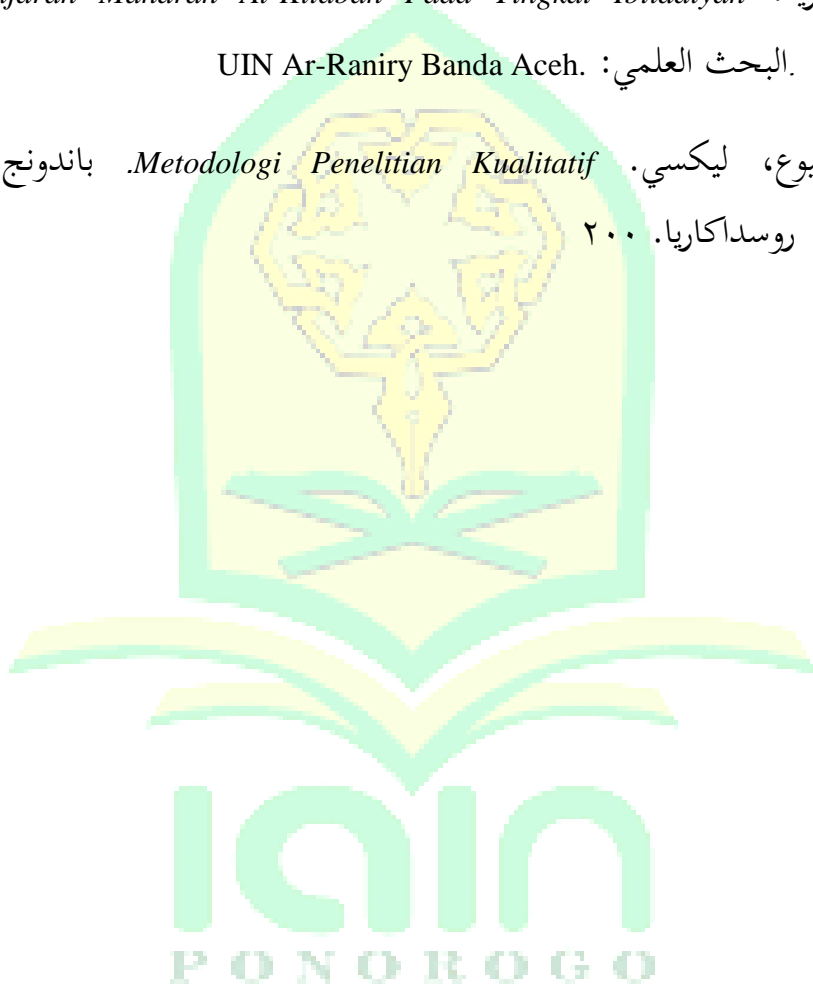 Maharah Al-Kitabah Pada Tingkat Ibtidaiyah
البحث العلمي: UIN Ar-Raniry Banda Aceh.
ليكسي. Metodologi Penelitian Kualitatif. باندونج
روسداكاريا. ٢٠٠
iain
PONOROGO